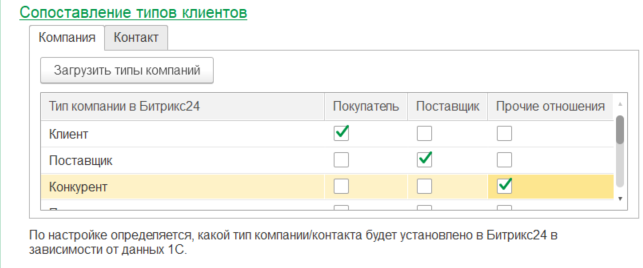 Сопоставление типов клиентов
Компания Контакт
Загрузить типы компаний
Тип компании в Битрикс24 Покупатель Поставщик Прочие отношения
Клиент
Поставщик
Конкурент
По настройке определяется, какой тип компании/контакта будет установлено в Битрикс24 в
зависимости от данных 1С.